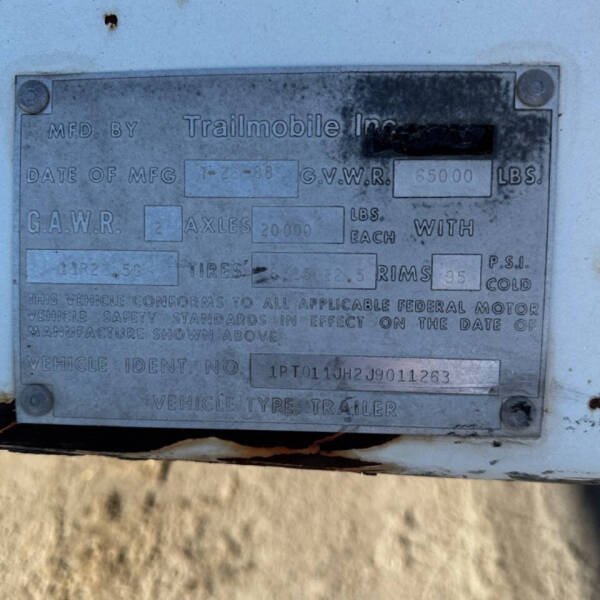 MFD. BY Trailmobile Inc.
DATE OF MFG G.V.W.R. 65000 LBS.
G.A.W.R. 2 AXLES 20000 LBS. EACH WITH
11R22.5G TIRES RIMS 95 P.S.I. COLD
THIS VEHICLE CONFORMS TO ALL APPLICABLE FEDERAL MOTOR
VEHICLE SAFETY STANDARDS IN EFFECT ON THE DATE OF
MANUFACTURE SHOWN ABOVE
VEHICLE IDENT. NO. 1PT011JH2J9011263
VEHICLE TYPE: TRAILER